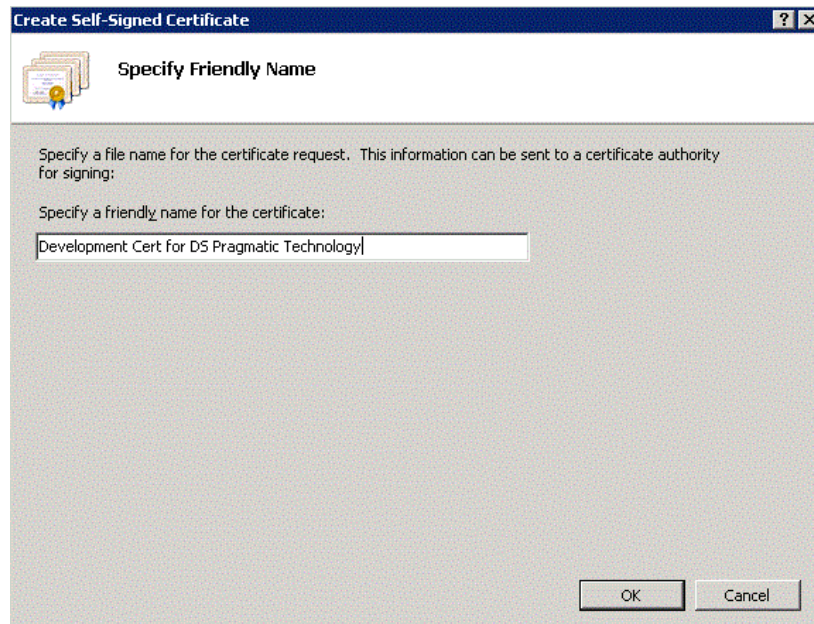 Create Self-Signed Certificate
Specify Friendly Name
Specify a file name for the certificate request.  This information can be sent to a certificate authority
for signing:
Specify a friendly name for the certificate:
Development Cert for DS Pragmatic Technology
OK
Cancel